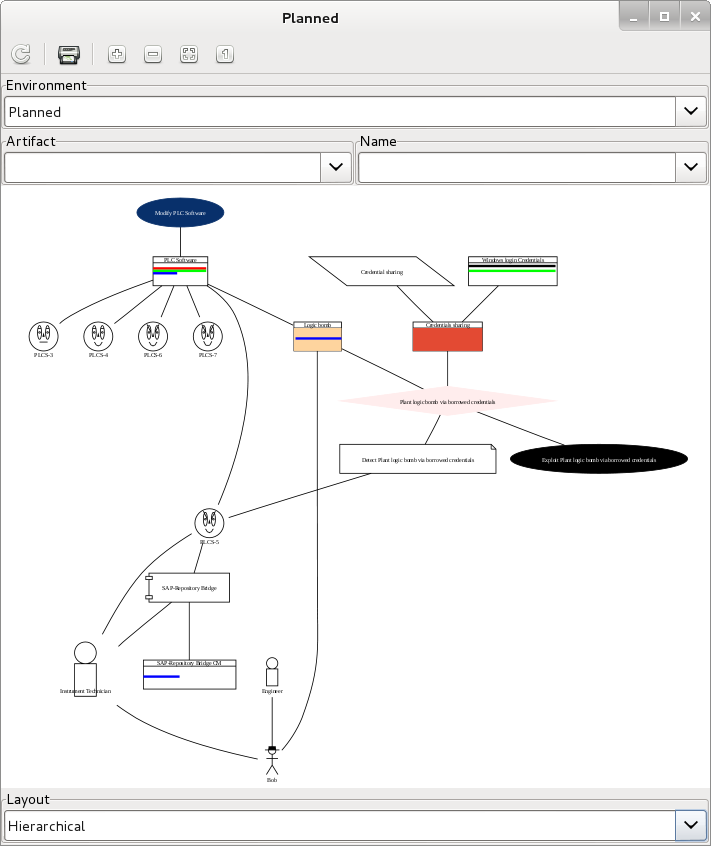 Planned
1
Environment
Planned
Artifact
Name
Modify PLC Software
PLC Software
Credential sharing
Windows login Credentials
PLCS-3
PLCS-4
PLCS-6
PLCS-7
Logic bomb
Credentials sharing
Plant logic bomb via borrowed credentials
Detect Plant logic bomb via borrowed credentials
Exploit Plant logic bomb via borrowed credentials
PLCS-5
SAP-Repository Bridge
SAP-Repository Bridge CM
Instrument Technician
Engineer
Bob
Layout
Hierarchical